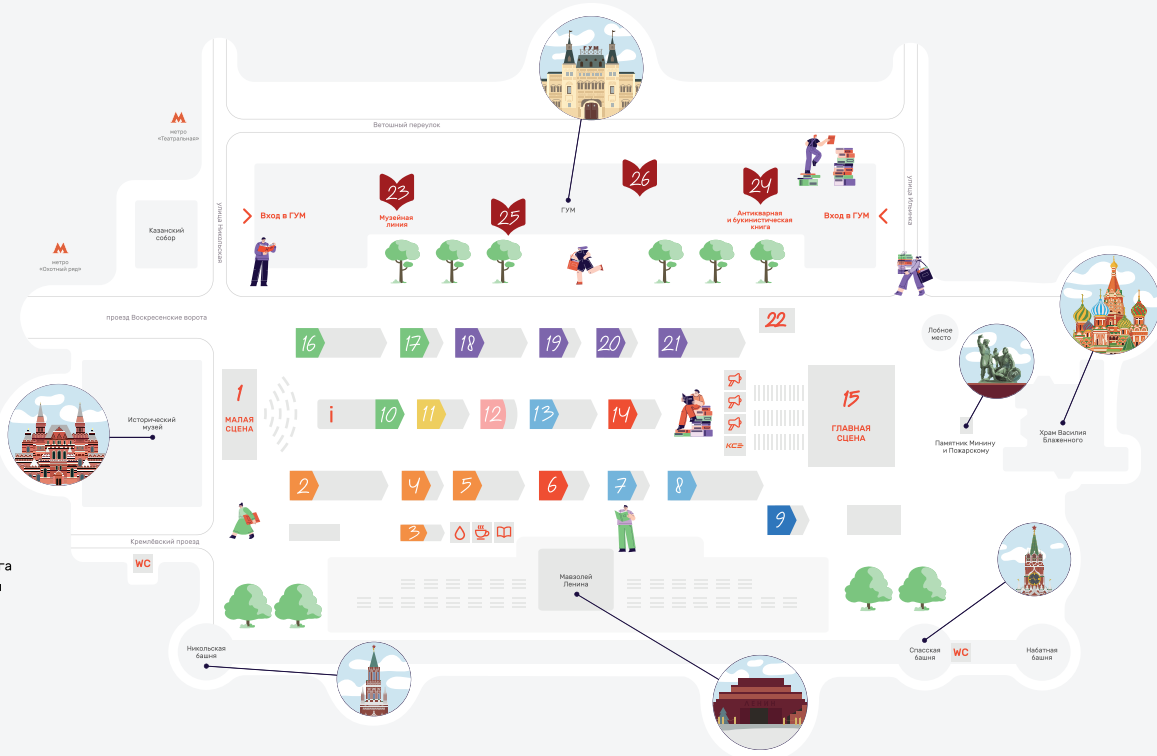 ГУМ
Ветошный переулок
метро
«Театральная»
улица Никольская
улица Ильинка
23
Музейная
линия
25
26
24
Антикварная
и букинистическая
книга
ГУМ
Вход в ГУМ
Вход в ГУМ
Казанский
собор
метро
«Охотный ряд»
проезд Воскресенские ворота
16
17
18
19
20
21
22
Лобное
место
1
МАЛАЯ
СЦЕНА
i
10
11
12
13
14
КСЭ
15
ГЛАВНАЯ
СЦЕНА
Исторический
музей
Памятник Минину
и Пожарскому
Храм Василия
Блаженного
2
4
5
6
7
8
3
9
Кремлёвский проезд
WC
га
Мавзолей
Ленина
Никольская
башня
Спасская
башня
WC
Набатная
башня
ЛЕНИН